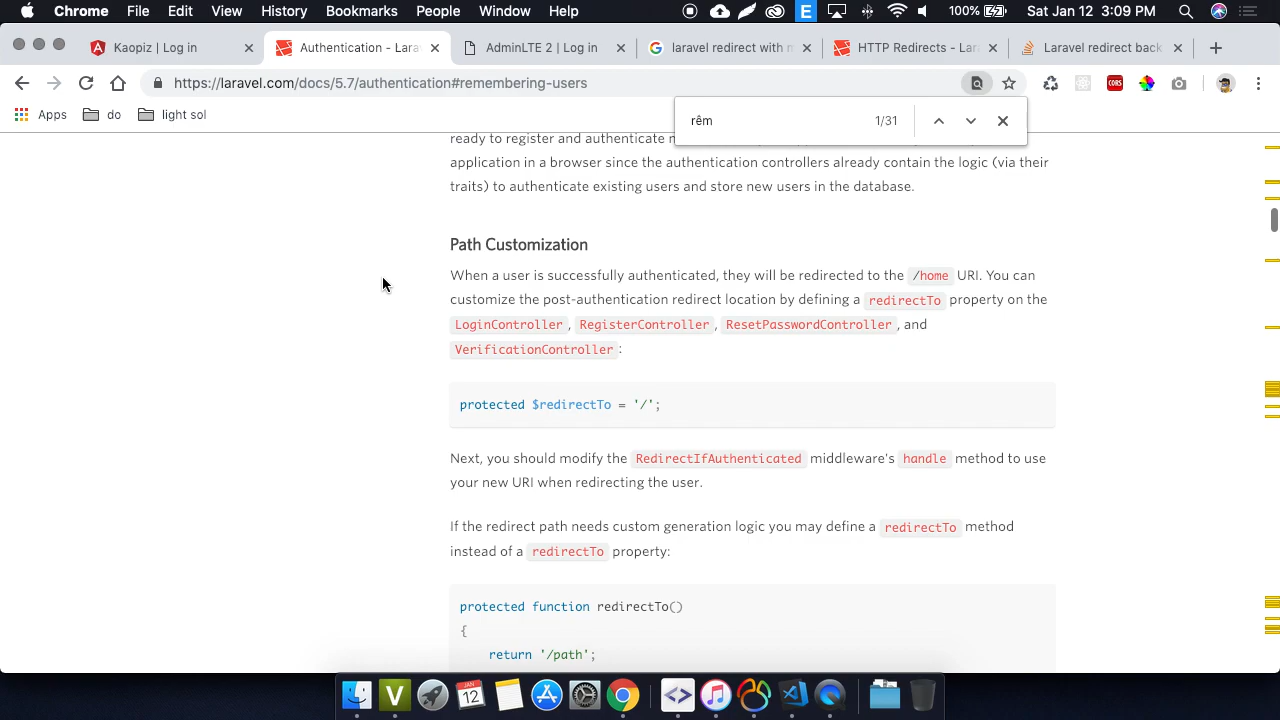 Chrome File Edit View History Bookmarks People Window Help 100% Sat Jan 12 3:09 PM
Kaopiz | Log in Authentication - Lara AdminLTE 2 | Log in laravel redirect with m HTTP Redirects - Lara Laravel redirect back
https://laravel.com/docs/5.7/authentication#remembering-users
Apps do light sol
rêm 1/31
ready to register and authenticate
application in a browser since the authentication controllers already contain the logic (via their
traits) to authenticate existing users and store new users in the database.
Path Customization
When a user is successfully authenticated, they will be redirected to the /home URI. You can
customize the post-authentication redirect location by defining a redirectTo property on the
LoginController, RegisterController, ResetPasswordController, and
VerificationController:
protected $redirectTo = '/';
Next, you should modify the RedirectIfAuthenticated middleware's handle method to use
your new URI when redirecting the user.
If the redirect path needs custom generation logic you may define a redirectTo method
instead of a redirectTo property:
protected function redirectTo()
{
return '/path';